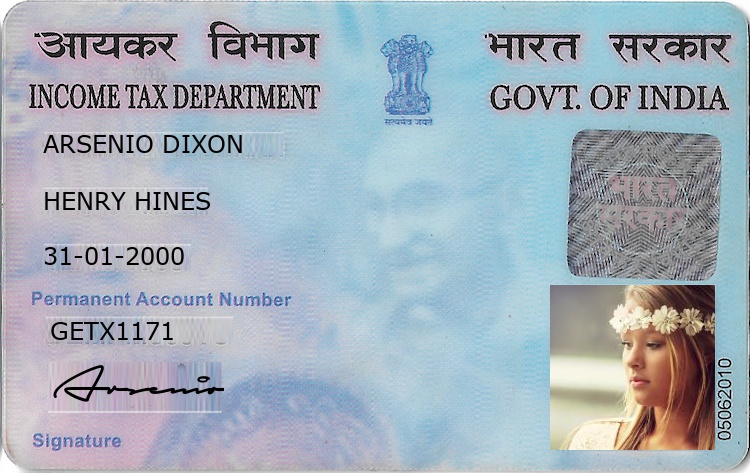 आयकर विभाग
भारत सरकार
INCOME TAX DEPARTMENT
GOVT. OF INDIA
सत्यमेव जयते
ARSENIO DIXON
HENRY HINES
31-01-2000
भारत
सरकार
Permanent Account Number
GETX1171
Arsenio
Signature
05062010